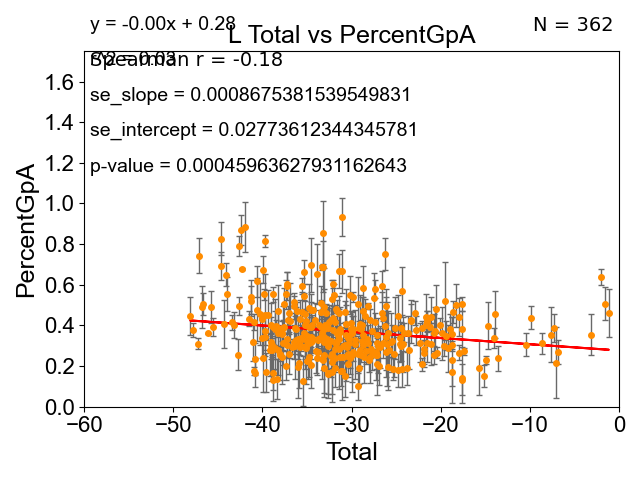 y = -0.00x + 0.28
N = 362
L Total vs PercentGpA
Spearman r = -0.18
se_slope = 0.0008675381539549831
se_intercept = 0.02773612344345781
p-value = 0.00045963627931162643
PercentGpA
1.6
1.4
1.2
1.0
0.8
0.6
0.4
0.2
0.0
−60 −50 −40 −30 −20 −10 0
Total